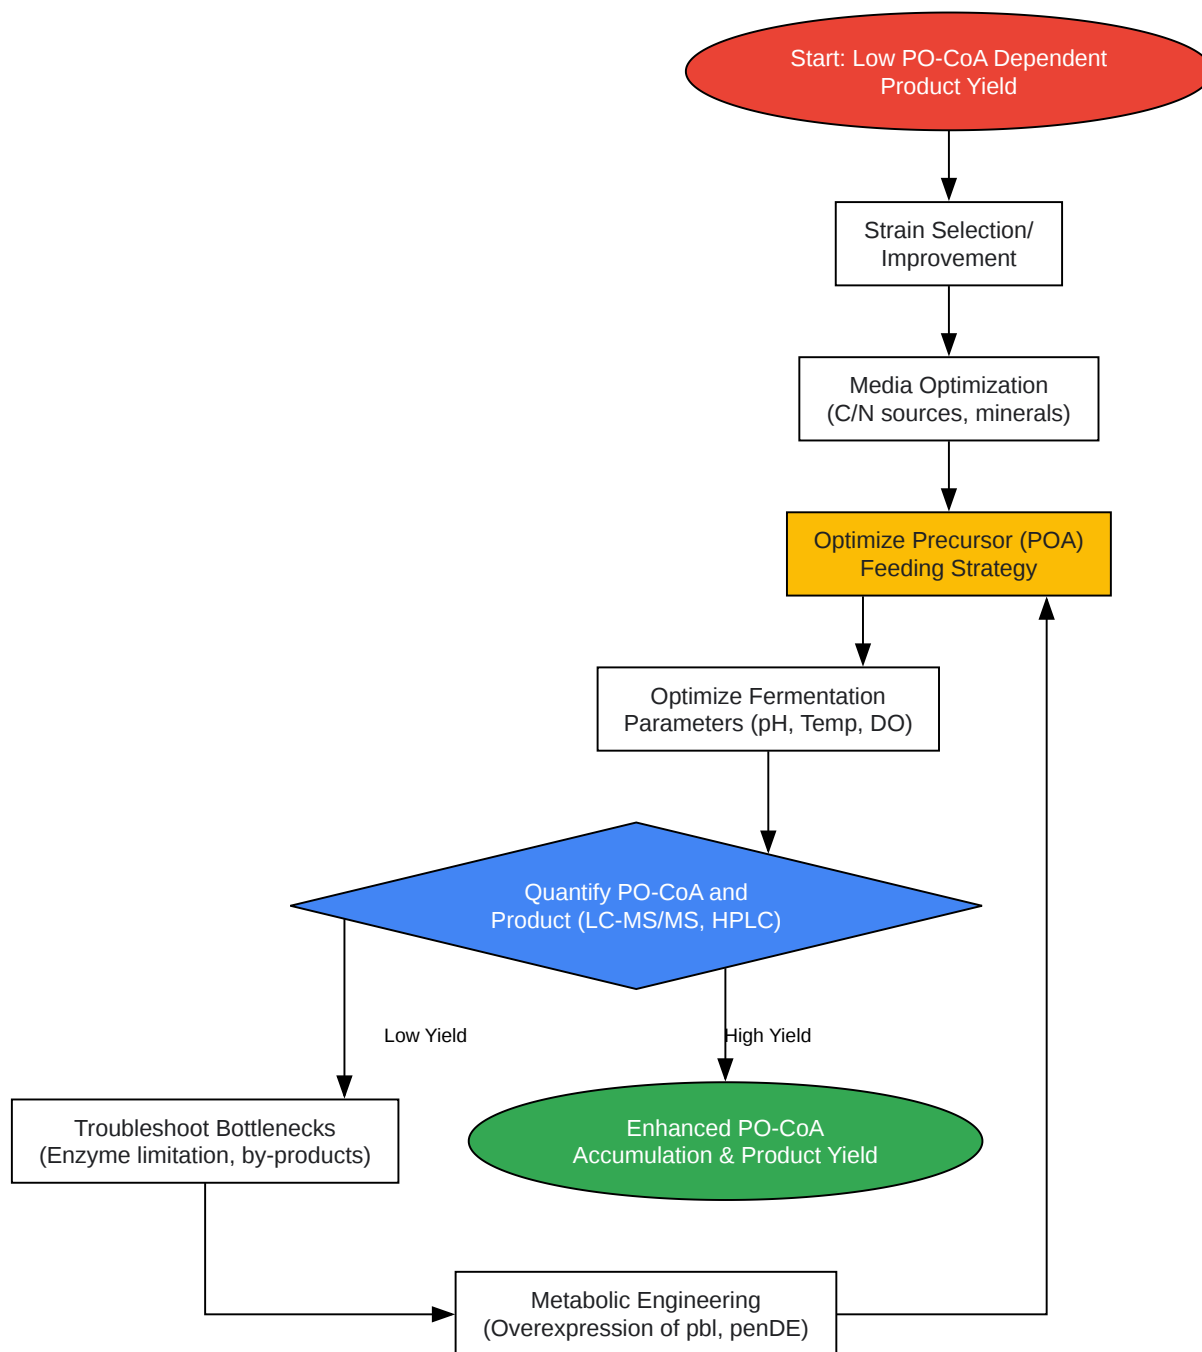 Start: Low PO-CoA Dependent
Product Yield
Strain Selection/
Improvement
Media Optimization
(C/N sources, minerals)
Optimize Precursor (POA)
Feeding Strategy
Optimize Fermentation
Parameters (pH, Temp, DO)
Quantify PO-CoA and
Product (LC-MS/MS, HPLC)
Low Yield
High Yield
Troubleshoot Bottlenecks
(Enzyme limitation, by-products)
Enhanced PO-CoA
Accumulation & Product Yield
Metabolic Engineering
(Overexpression of pbl, penDE)